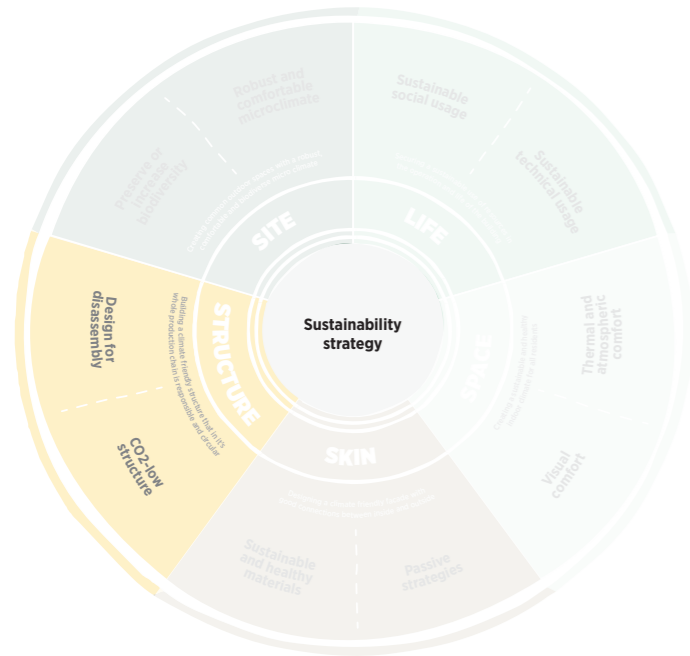 Sustainability
strategy
SITE
Robust and
comfortable
microclimate
Preserve or
increase
biodiversity
LIFE
Sustainable
social usage
Sustainable
technical usage
SPACE
Thermal and
atmospheric
comfort
Visual
comfort
SKIN
Passive
strategies
Sustainable
and healthy
materials
STRUCTURE
Building a climate friendly structure that in it's
whole production chain is responsible and circular
CO2-low
structure
Design for
disassembly